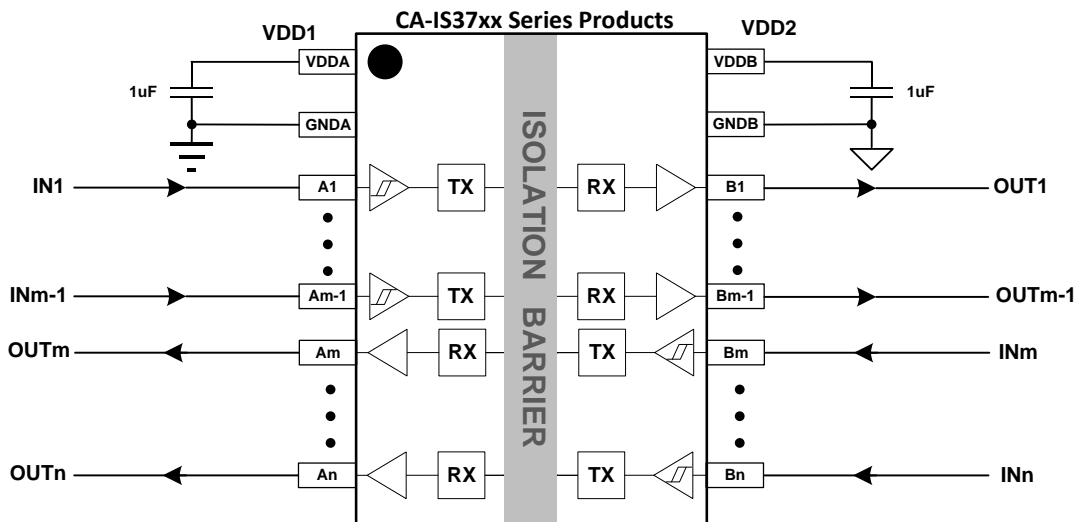 CA-IS37xx Series Products
VDD1
VDD2
VDDA
VDDB
1uF
1uF
GNDA
GNDB
ISOLATION BARRIER
IN1
A1
TX
RX
B1
OUT1
INm-1
Am-1
TX
RX
Bm-1
OUTm-1
OUTm
Am
RX
TX
Bm
INm
OUTn
An
RX
TX
Bn
INn